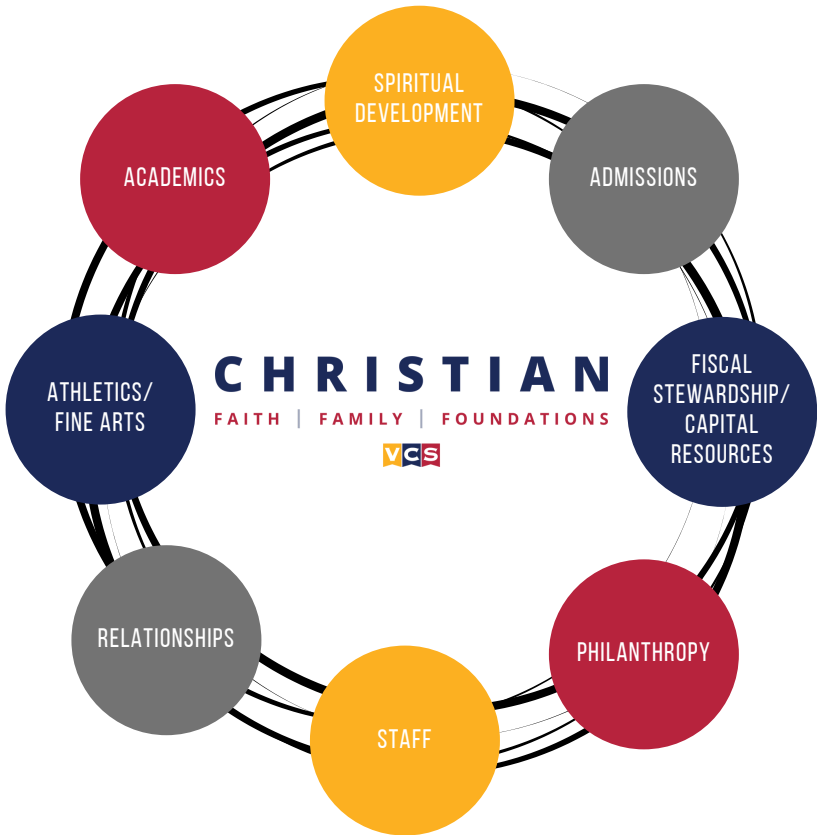 SPIRITUAL
DEVELOPMENT
ADMISSIONS
ACADEMICS
FISCAL
STEWARDSHIP/
CAPITAL
RESOURCES
ATHLETICS/
FINE ARTS
CHRISTIAN
FAITH | FAMILY | FOUNDATIONS
VCS
RELATIONSHIPS
PHILANTHROPY
STAFF